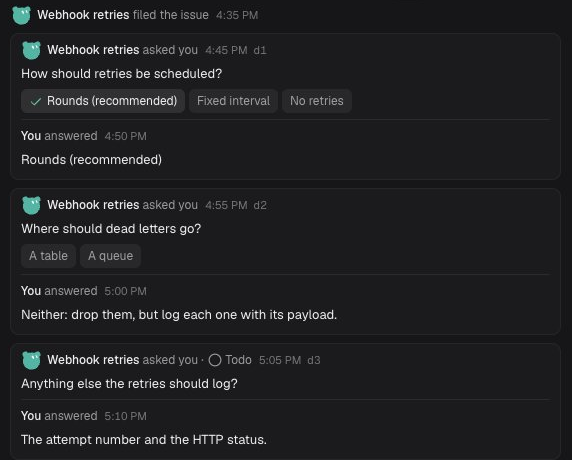 Webhook retries filed the issue 4:35 PM
Webhook retries asked you 4:45 PM d1
How should retries be scheduled?
Rounds (recommended) Fixed interval No retries
You answered 4:50 PM
Rounds (recommended)
Webhook retries asked you 4:55 PM d2
Where should dead letters go?
A table A queue
You answered 5:00 PM
Neither: drop them, but log each one with its payload.
Webhook retries asked you · Todo 5:05 PM d3
Anything else the retries should log?
You answered 5:10 PM
The attempt number and the HTTP status.